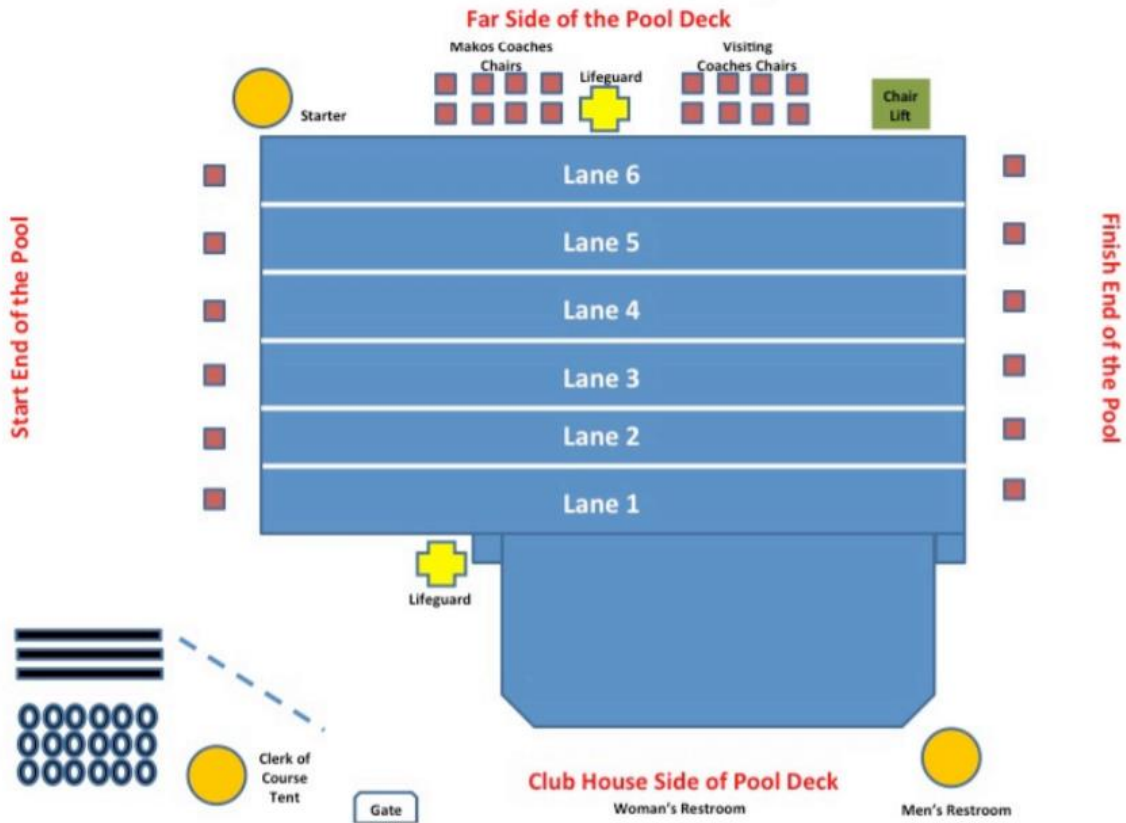 Far Side of the Pool Deck
Makos Coaches
Chairs
Lifeguard
Visiting
Coaches Chairs
Chair
Lift
Starter
Start End of the Pool
Lane 6
Lane 5
Lane 4
Lane 3
Lane 2
Lane 1
Finish End of the Pool
Lifeguard
Clerk of
Course
Tent
Gate
Club House Side of Pool Deck
Woman's Restroom
Men's Restroom